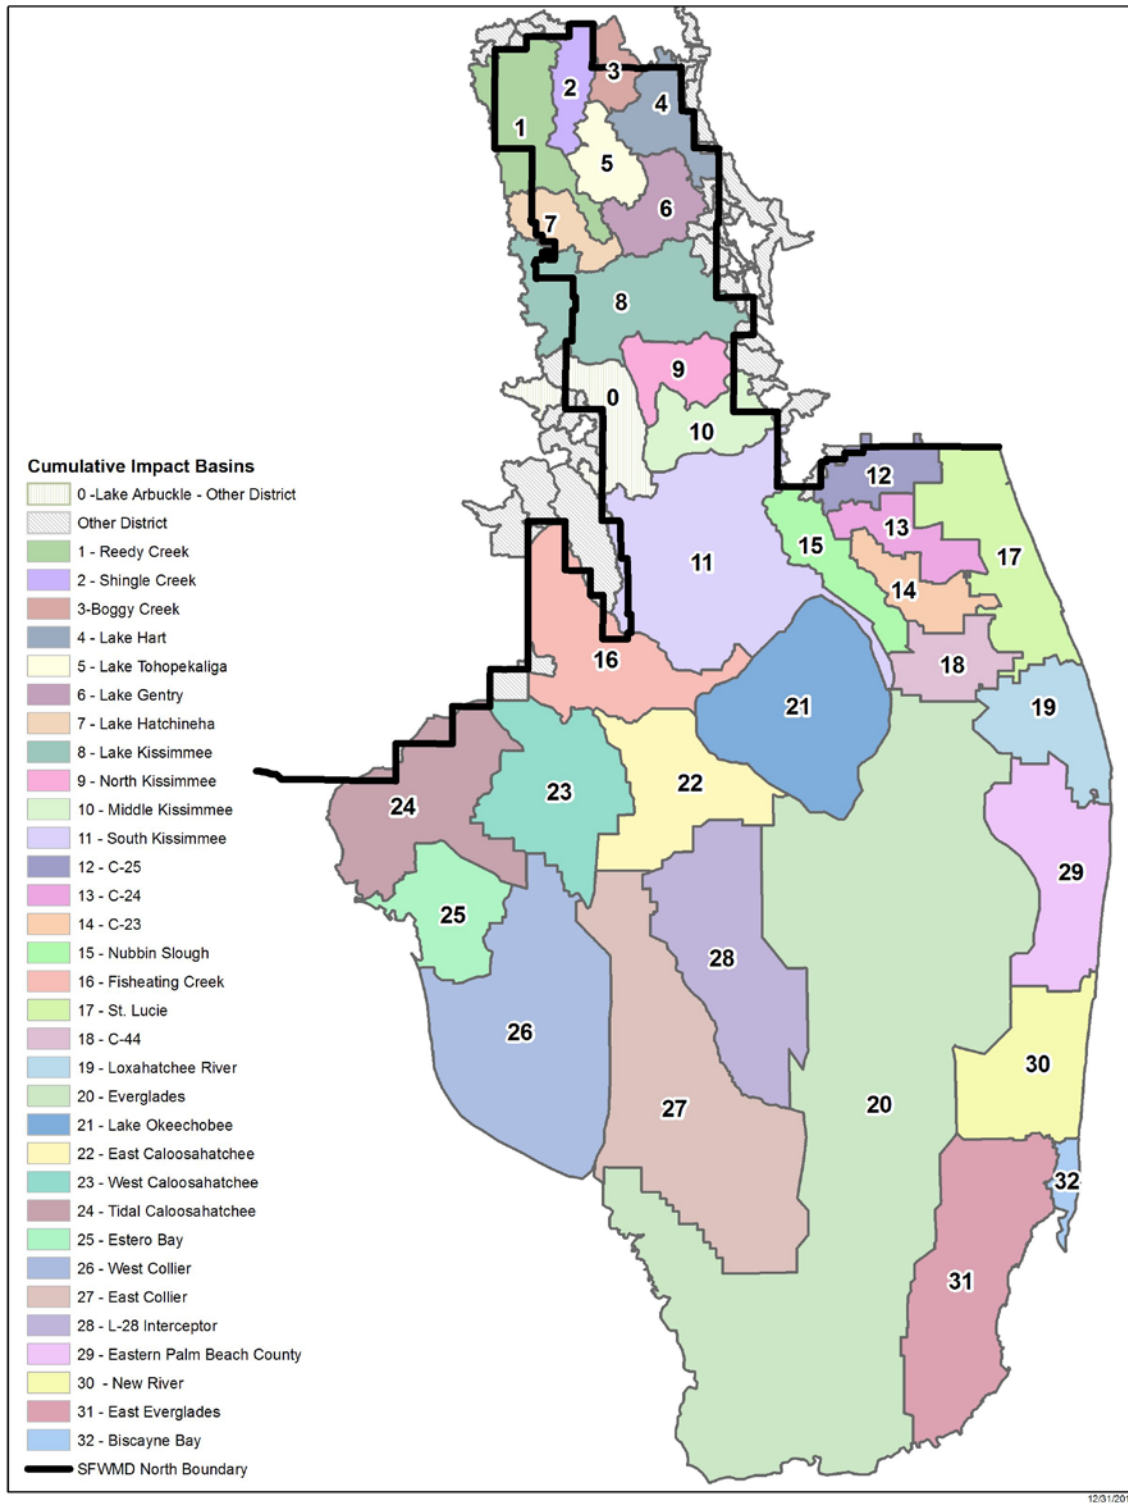 3
2
4
1
5
6
7
8
9
0
10
12
13
15
11
17
14
16
18
21
19
22
23
24
29
25
28
26
30
27
20
32
31
Cumulative Impact Basins
0 -Lake Arbuckle - Other District
Other District
1 - Reedy Creek
2 - Shingle Creek
3-Boggy Creek
4 - Lake Hart
5 - Lake Tohopekaliga
6 - Lake Gentry
7 - Lake Hatchineha
8 - Lake Kissimmee
9 - North Kissimmee
10 - Middle Kissimmee
11 - South Kissimmee
12 - C-25
13 - C-24
14 - C-23
15 - Nubbin Slough
16 - Fisheating Creek
17 - St. Lucie
18 - C-44
19 - Loxahatchee River
20 - Everglades
21 - Lake Okeechobee
22 - East Caloosahatchee
23 - West Caloosahatchee
24 - Tidal Caloosahatchee
25 - Estero Bay
26 - West Collier
27 - East Collier
28 - L-28 Interceptor
29 - Eastern Palm Beach County
30 - New River
31 - East Everglades
32 - Biscayne Bay
SFWMD North Boundary